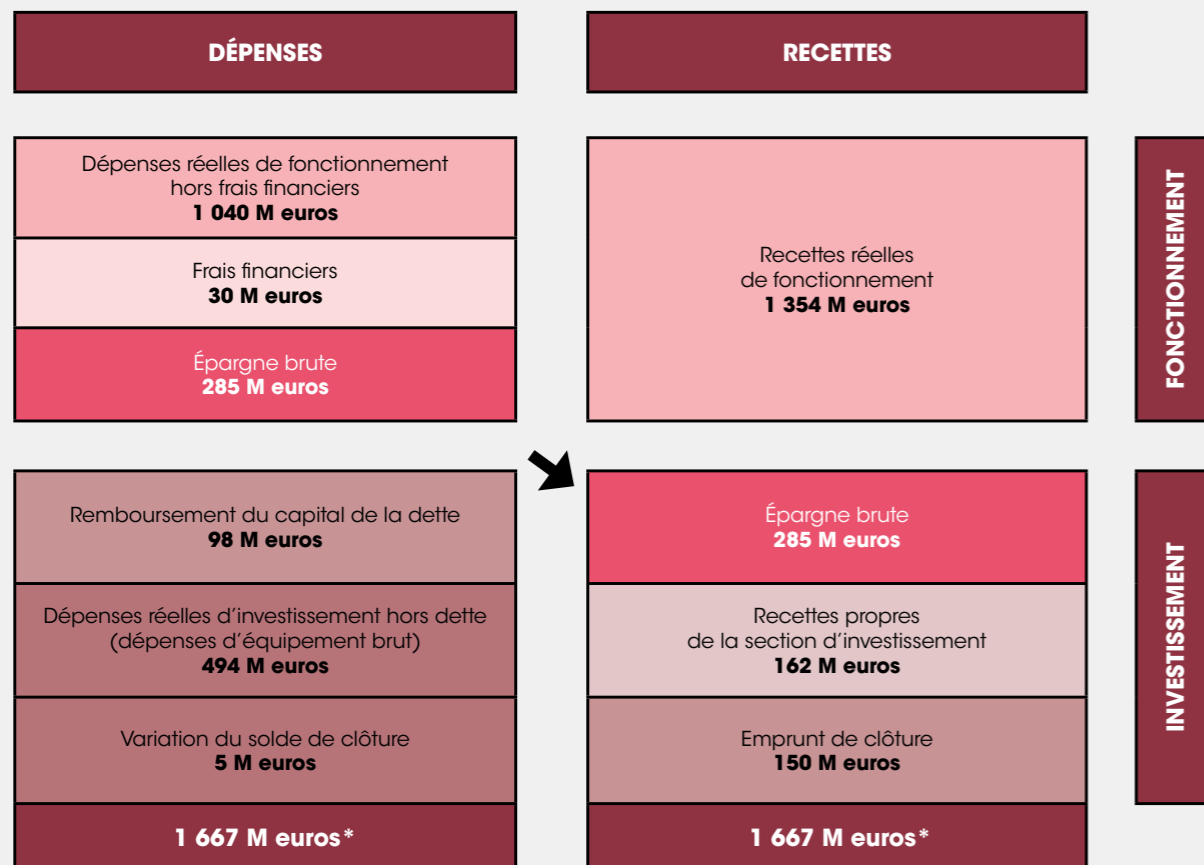 DÉPENSES
RECETTES
Dépenses réelles de fonctionnement
hors frais financiers
1 040 M euros
Frais financiers
30 M euros
Épargne brute
285 M euros
Recettes réelles
de fonctionnement
1 354 M euros
FONCTIONNEMENT
Remboursement du capital de la dette
98 M euros
Dépenses réelles d'investissement hors dette
(dépenses d'équipement brut)
494 M euros
Variation du solde de clôture
5 M euros
1 667 M euros*
Épargne brute
285 M euros
Recettes propres
de la section d'investissement
162 M euros
Emprunt de clôture
150 M euros
1 667 M euros*
INVESTISSEMENT